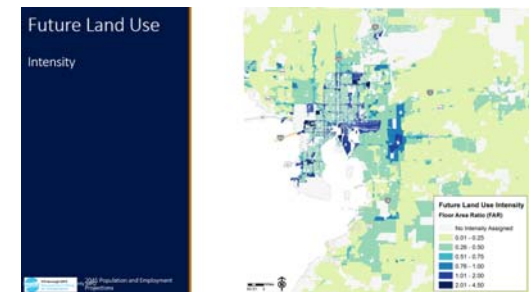 Future Land Use
Intensity
2045 Population and Employment
Projections
Future Land Use Intensity
Floor Area Ratio (FAR)
No Intensity Assigned
0.01 - 0.25
0.26 - 0.50
0.51 - 0.75
0.76 - 1.00
1.01 - 2.00
2.01 - 4.50